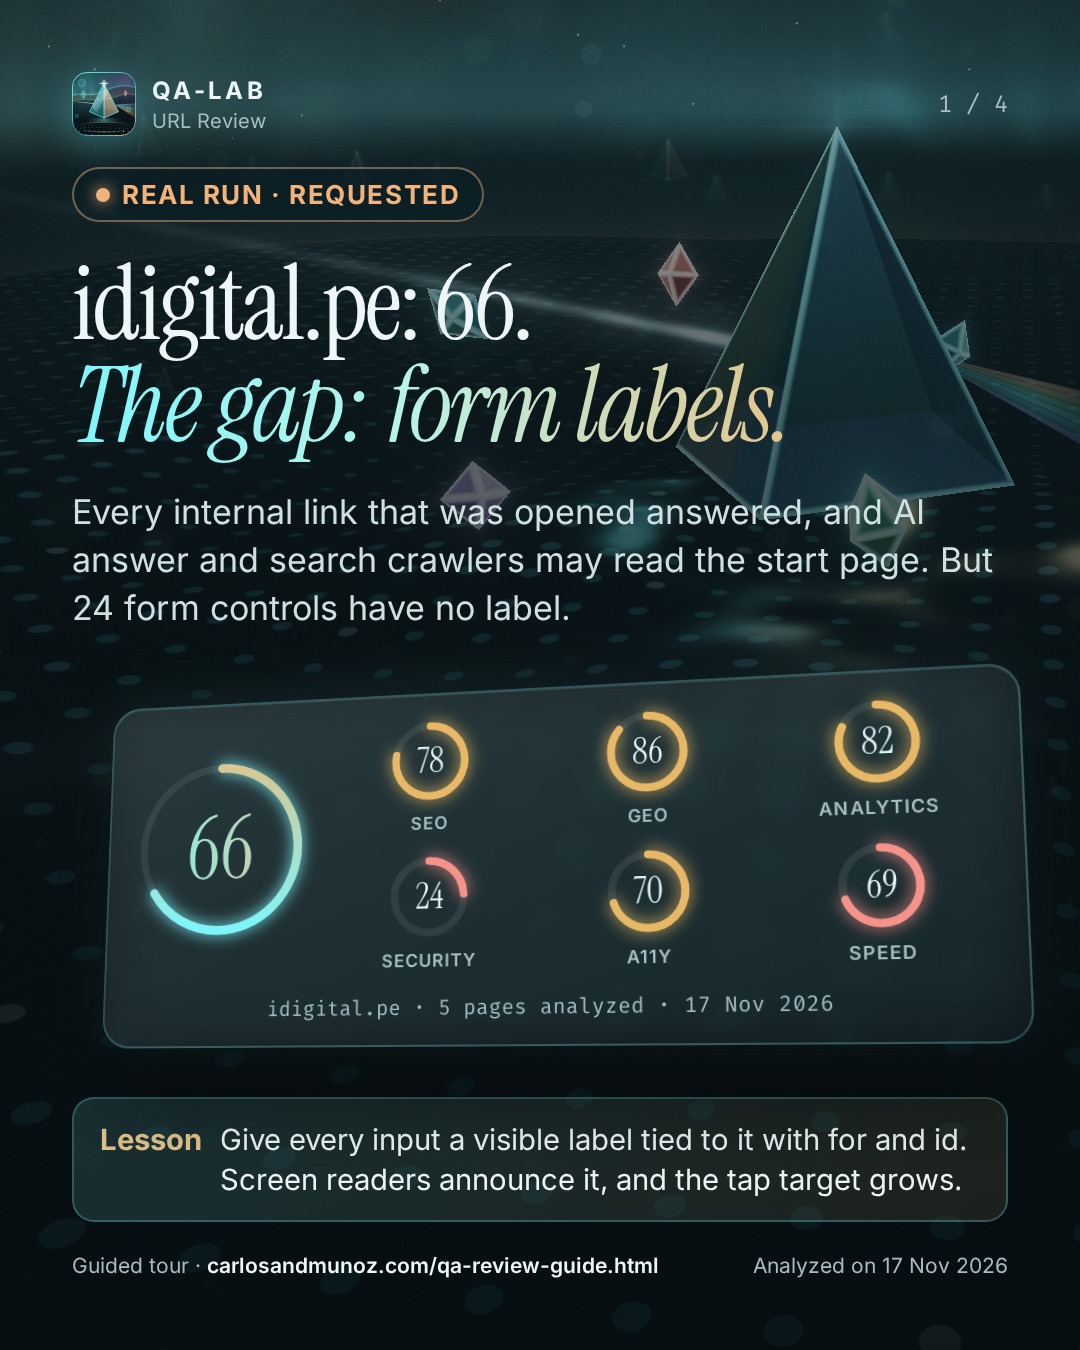 QA-LAB
URL Review
1 / 4
REAL RUN · REQUESTED
idigital.pe: 66.
The gap: form labels.
Every internal link that was opened answered, and AI
answer and search crawlers may read the start page. But
24 form controls have no label.
66
78
SEO
86
GEO
82
ANALYTICS
24
SECURITY
70
A11Y
69
SPEED
idigital.pe · 5 pages analyzed · 17 Nov 2026
Lesson Give every input a visible label tied to it with for and id.
Screen readers announce it, and the tap target grows.
Guided tour · carlosandmunoz.com/qa-review-guide.html
Analyzed on 17 Nov 2026